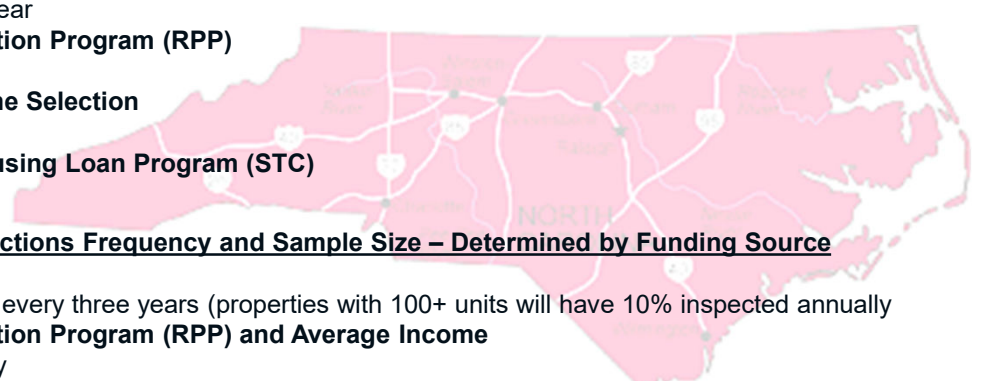 ear
tion Program (RPP)
ne Selection
using Loan Program (STC)
NORTH
ctions Frequency and Sample Size – Determined by Funding Source
every three years (properties with 100+ units will have 10% inspected annually
tion Program (RPP) and Average Income
y